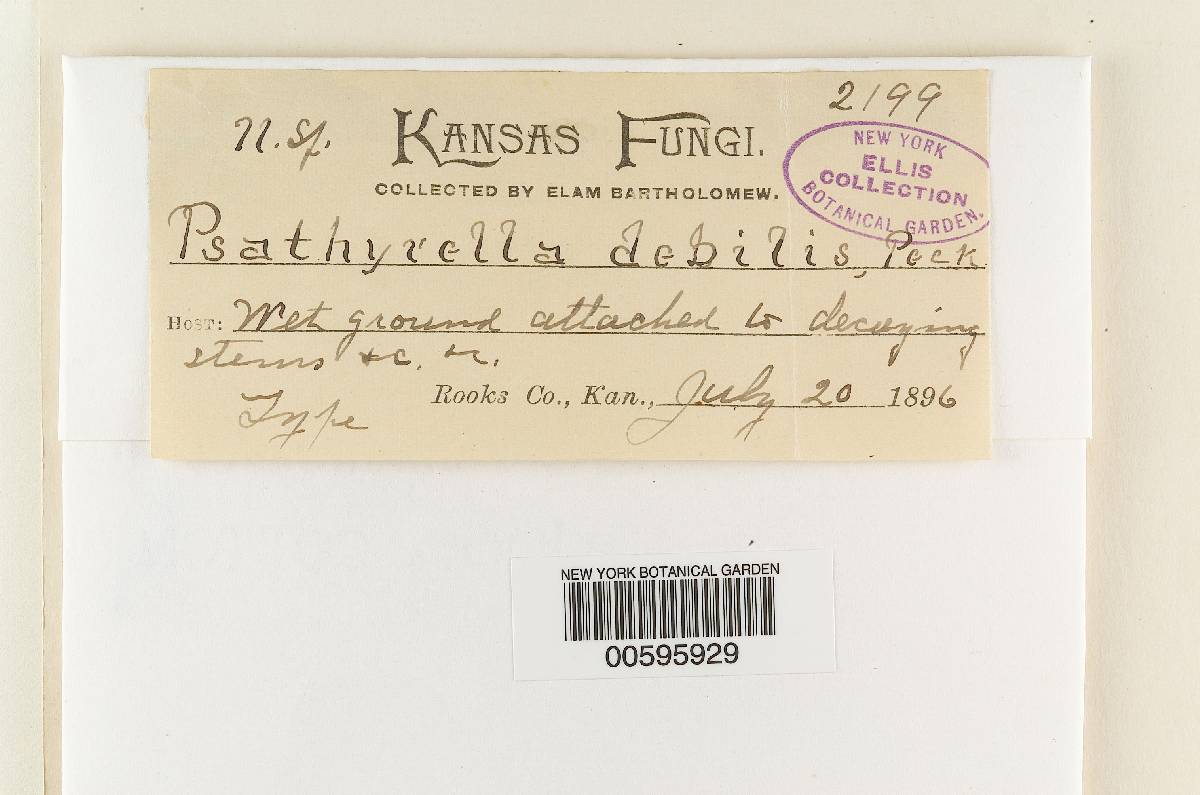 2199
N. Sp. KANSAS FUNGI.
COLLECTED BY ELAM BARTHOLOMEW.
NEW YORK
ELLIS
COLLECTION
BOTANICAL GARDEN.
Psathyrella debilis, Peck
HOST: Wet ground attached to decaying
stems &c. &c.
Rooks Co., Kan., July 20 1896
Type
NEW YORK BOTANICAL GARDEN
00595929